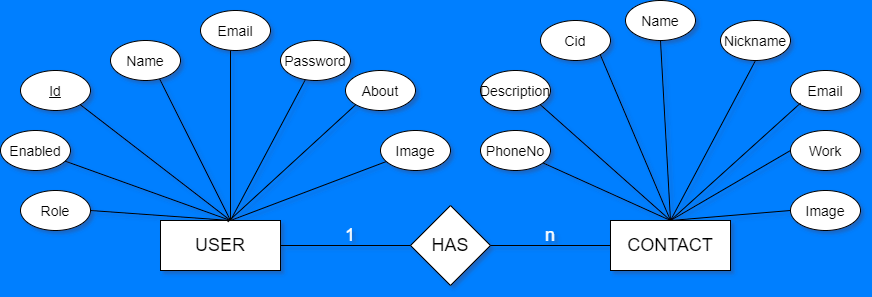 Name
Email
Nickname
Cid
Name
Password
Id
About
Description
Email
Enabled
Image
PhoneNo
Work
Role
Image
USER
1
HAS
n
CONTACT